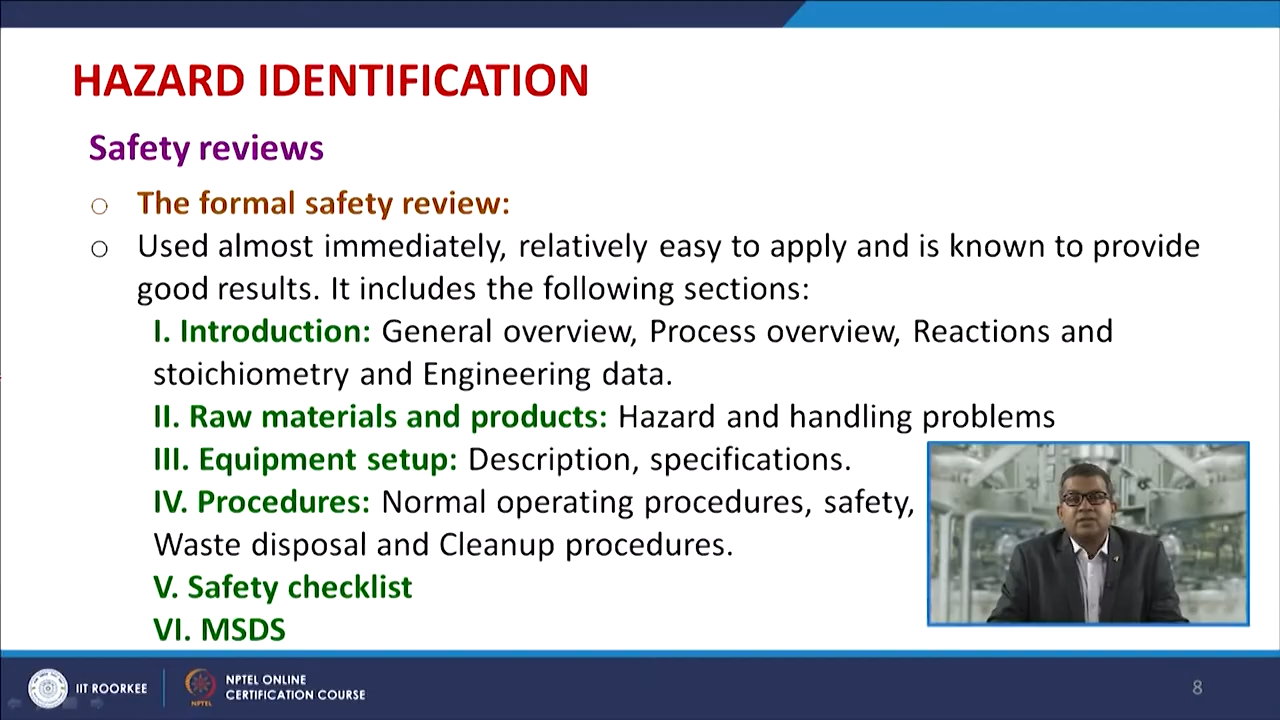 HAZARD IDENTIFICATION
Safety reviews
The formal safety review:
Used almost immediately, relatively easy to apply and is known to provide
good results. It includes the following sections:
I. Introduction: General overview, Process overview, Reactions and
stoichiometry and Engineering data.
II. Raw materials and products: Hazard and handling problems
III. Equipment setup: Description, specifications.
IV. Procedures: Normal operating procedures, safety,
Waste disposal and Cleanup procedures.
V. Safety checklist
VI. MSDS
IIT ROORKEE
NPTEL
NPTEL ONLINE
CERTIFICATION COURSE
8